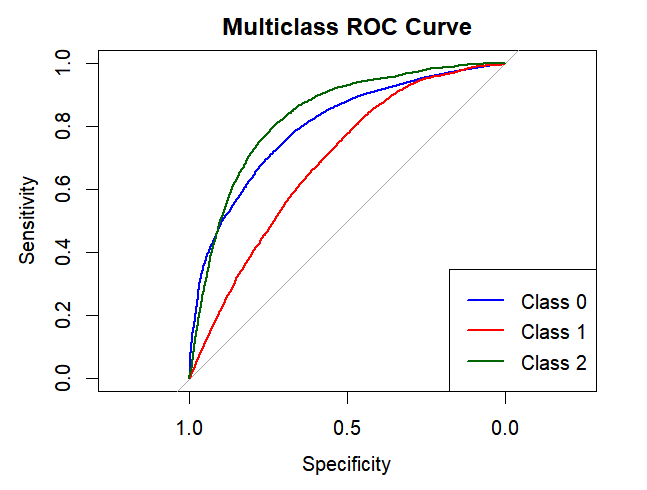 Multiclass ROC Curve
Sensitivity
1.0
0.8
0.6
0.4
0.2
0.0
Class 0
Class 1
Class 2
1.0 0.5 0.0
Specificity